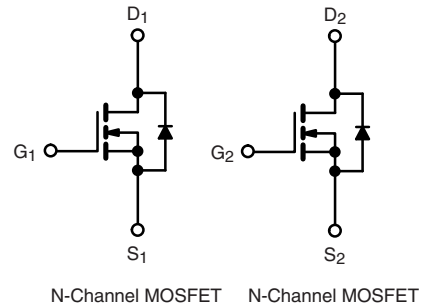 D1 D2
G1 G2
S1 S2
N-Channel MOSFET N-Channel MOSFET